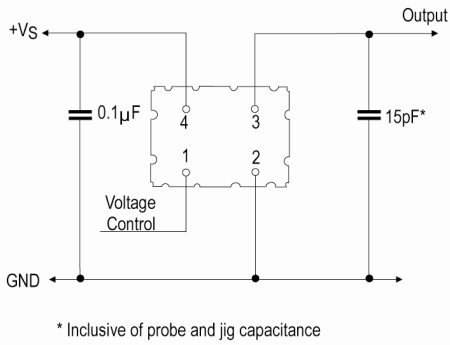 Output
+VS
0.1µF
4
3
15pF*
1
2
Voltage
Control
GND
* Inclusive of probe and jig capacitance